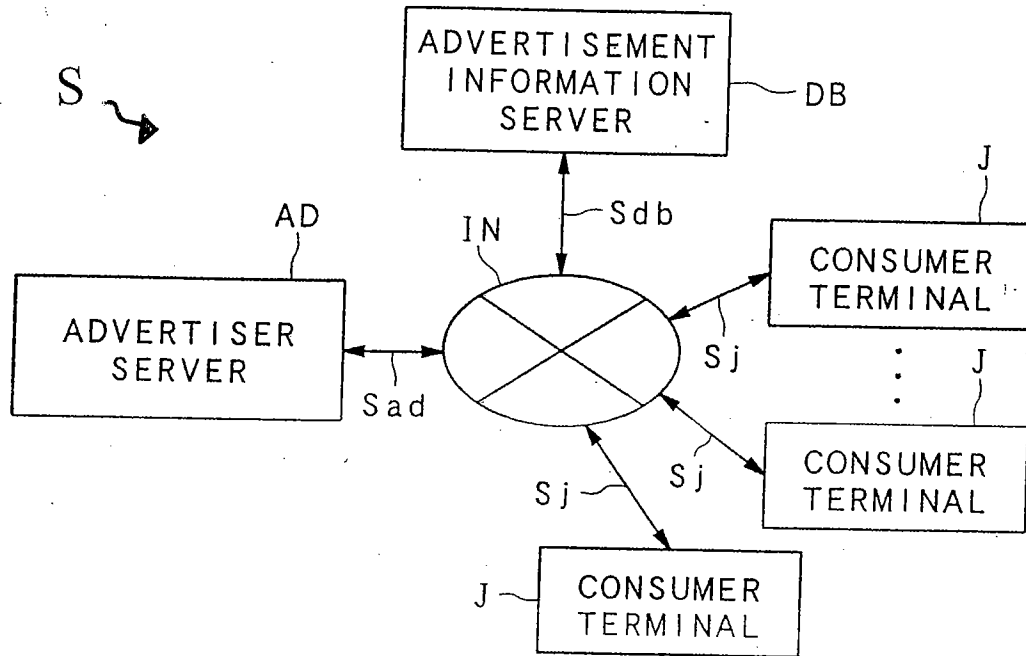 S
ADVERTISEMENT
INFORMATION
SERVER
DB
Sdb
IN
AD
ADVERTISER
SERVER
Sad
J
CONSUMER
TERMINAL
Sj
J
CONSUMER
TERMINAL
Sj
Sj
J
CONSUMER
TERMINAL